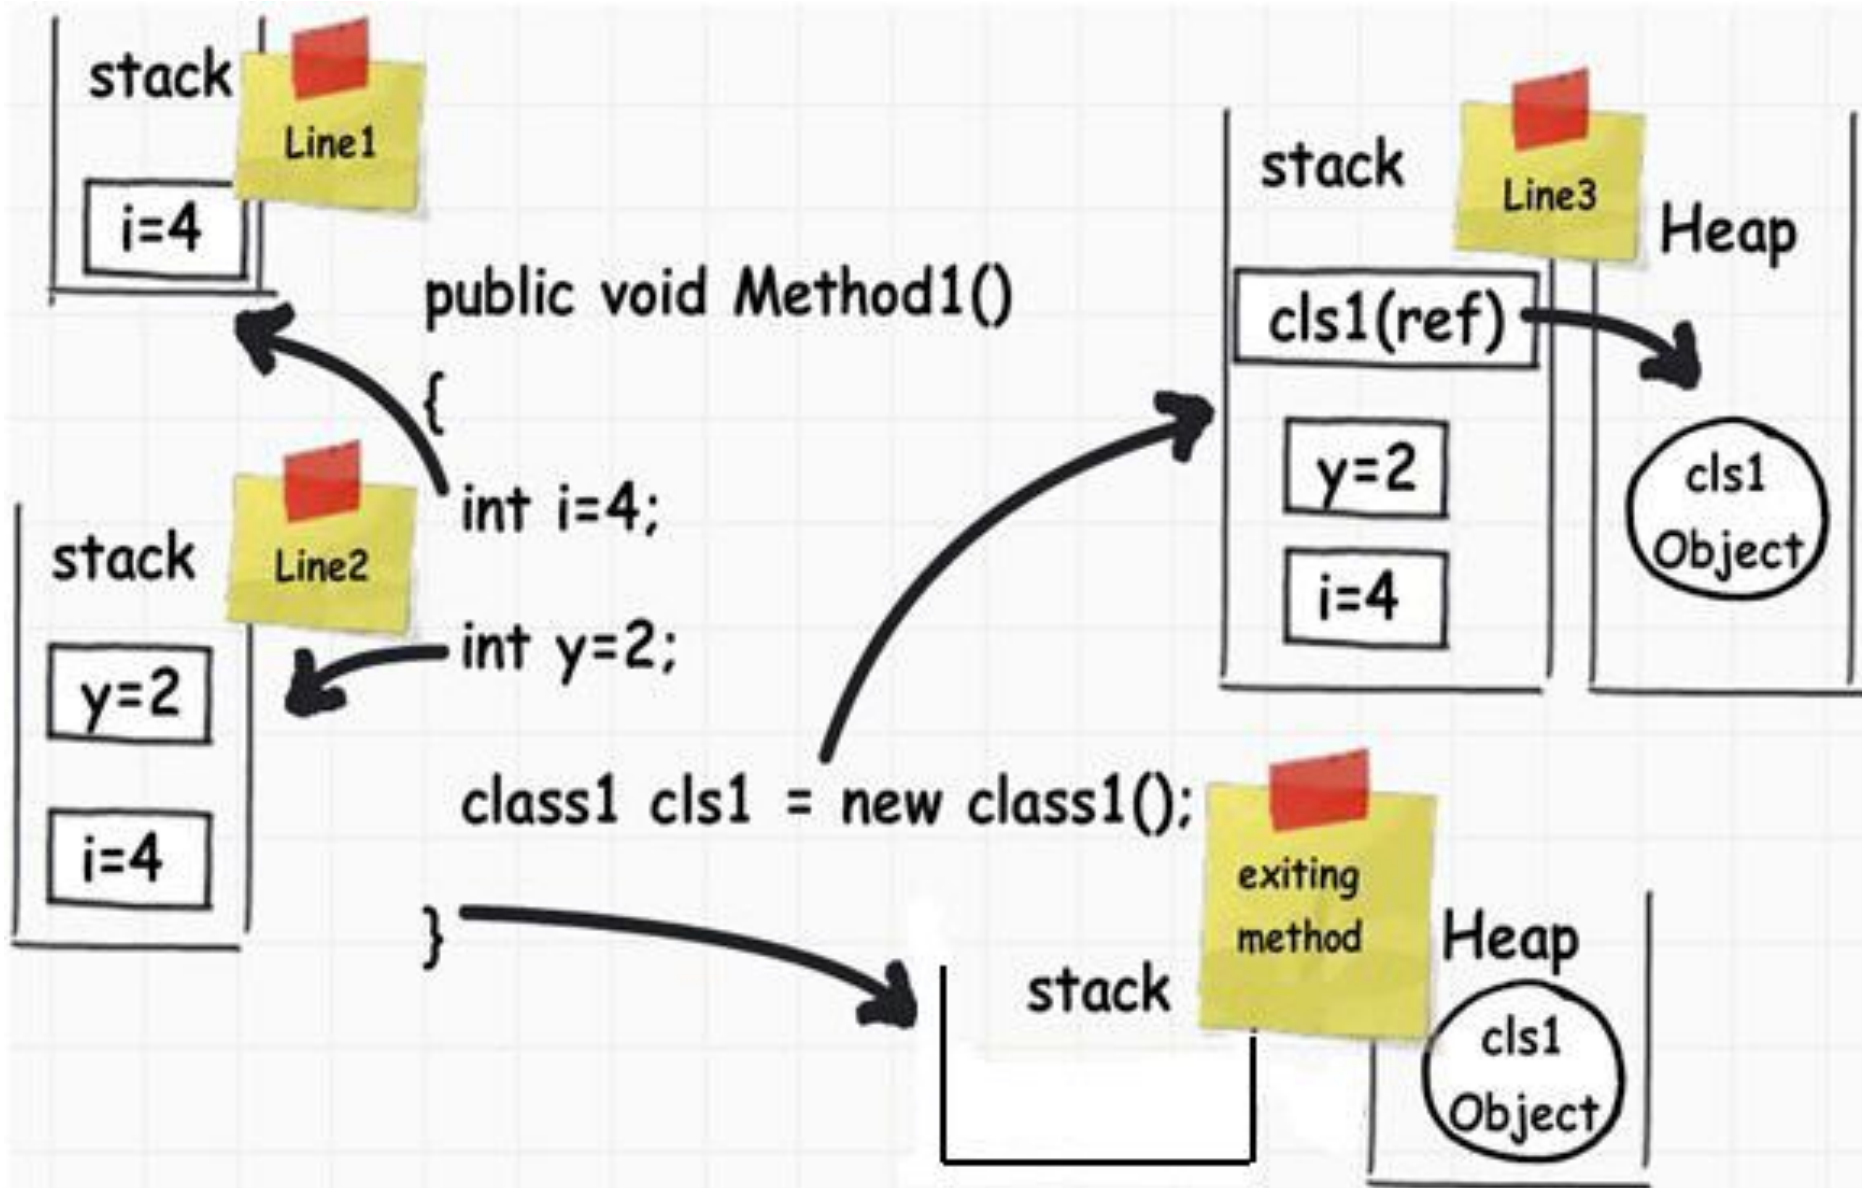 stack
Line1
i=4
public void Method1()
{
int i=4;
int y=2;
class1 cls1 = new class1();
}
stack
Line2
y=2
i=4
stack
Line3
Heap
cls1(ref)
y=2
i=4
cls1
Object
exiting
method
stack
Heap
cls1
Object